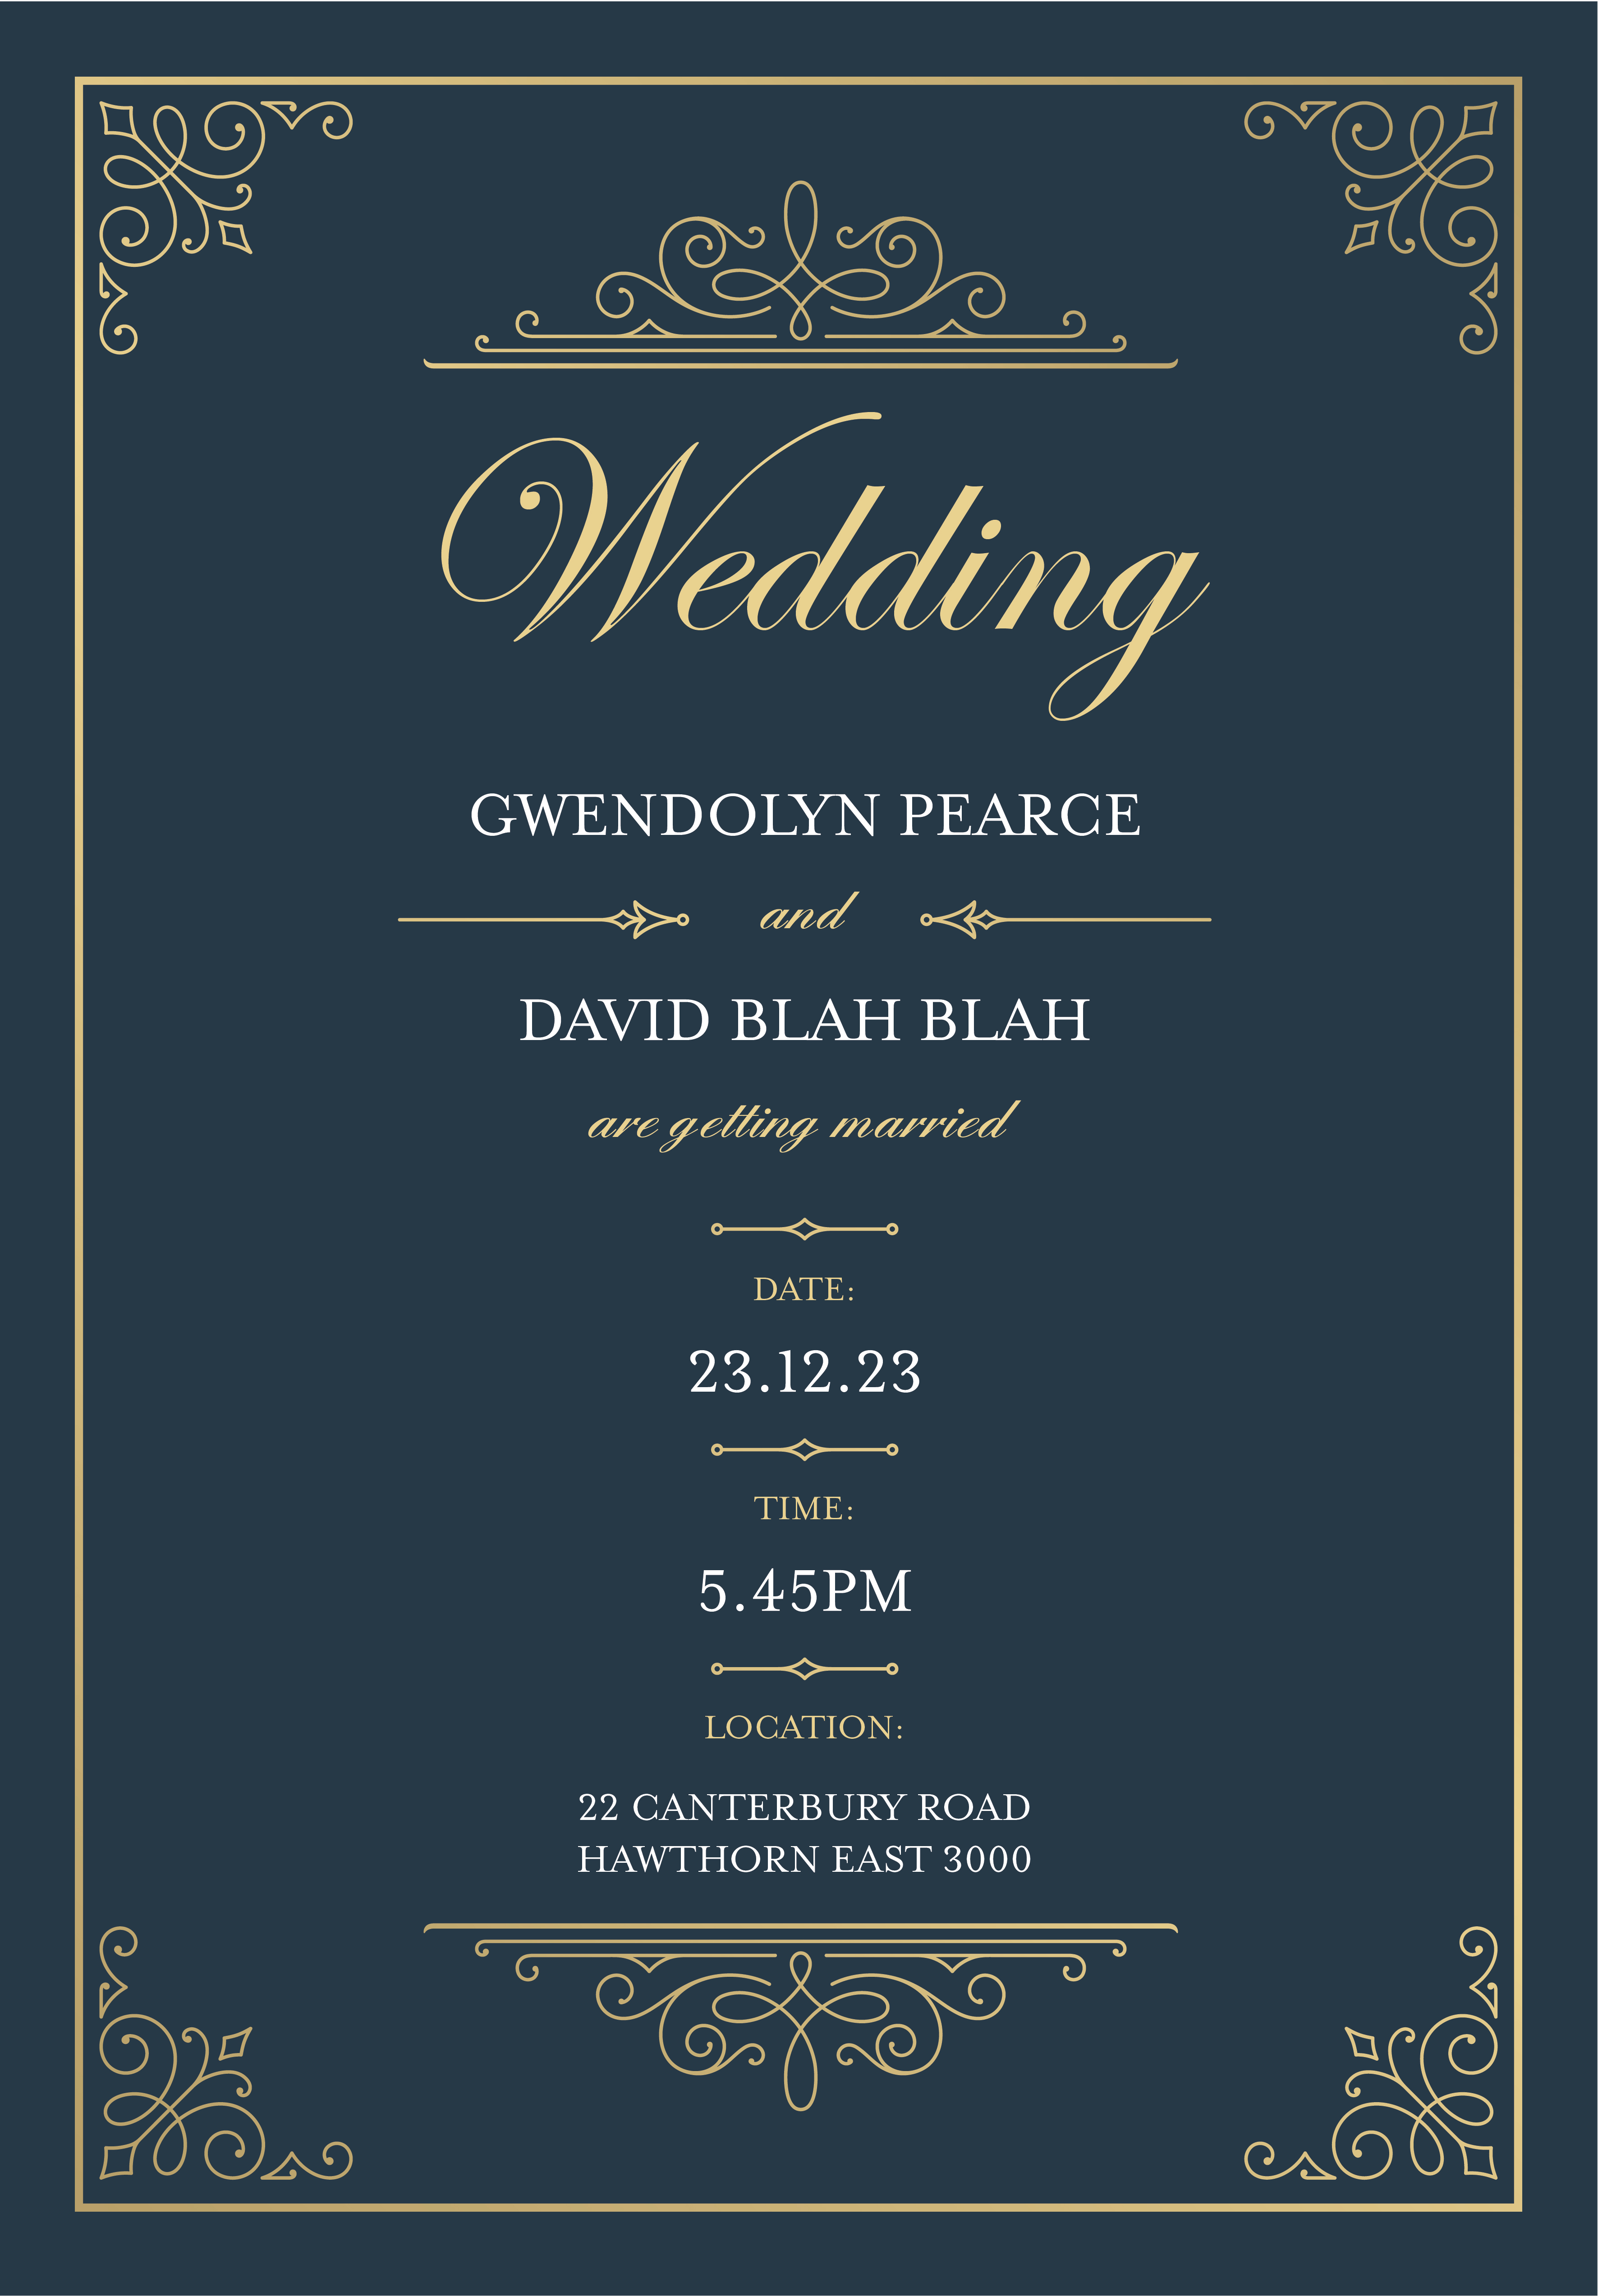 Wedding
GWENDOLYN PEARCE
and
DAVID BLAH BLAH
are getting married
DATE:
23.12.23
TIME:
5.45PM
LOCATION:
22 CANTERBURY ROAD
HAWTHORN EAST 3000